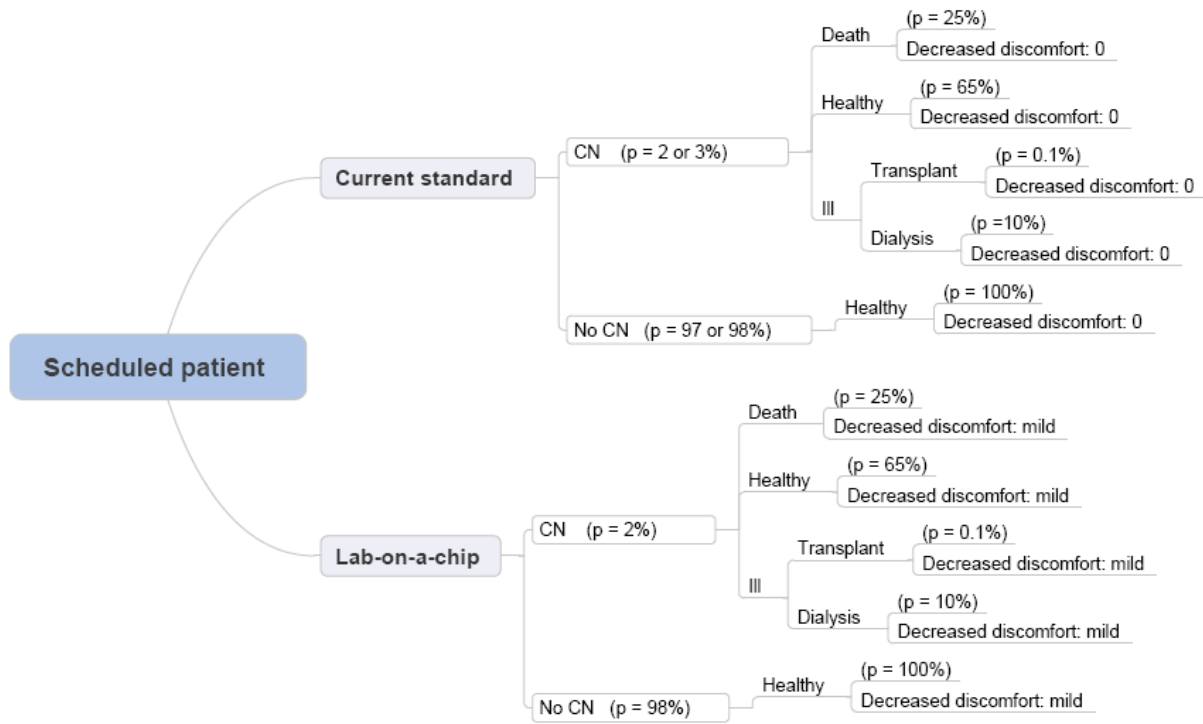 Scheduled patient
Current standard
CN (p = 2 or 3%)
Death
(p = 25%)
Decreased discomfort: 0
Healthy
(p = 65%)
Decreased discomfort: 0
Ill
Transplant
(p = 0.1%)
Decreased discomfort: 0
Dialysis
(p =10%)
Decreased discomfort: 0
No CN (p = 97 or 98%)
Healthy
(p = 100%)
Decreased discomfort: 0
Lab-on-a-chip
CN (p = 2%)
Death
(p = 25%)
Decreased discomfort: mild
Healthy
(p = 65%)
Decreased discomfort: mild
Ill
Transplant
(p = 0.1%)
Decreased discomfort: mild
Dialysis
(p = 10%)
Decreased discomfort: mild
No CN (p = 98%)
Healthy
(p = 100%)
Decreased discomfort: mild